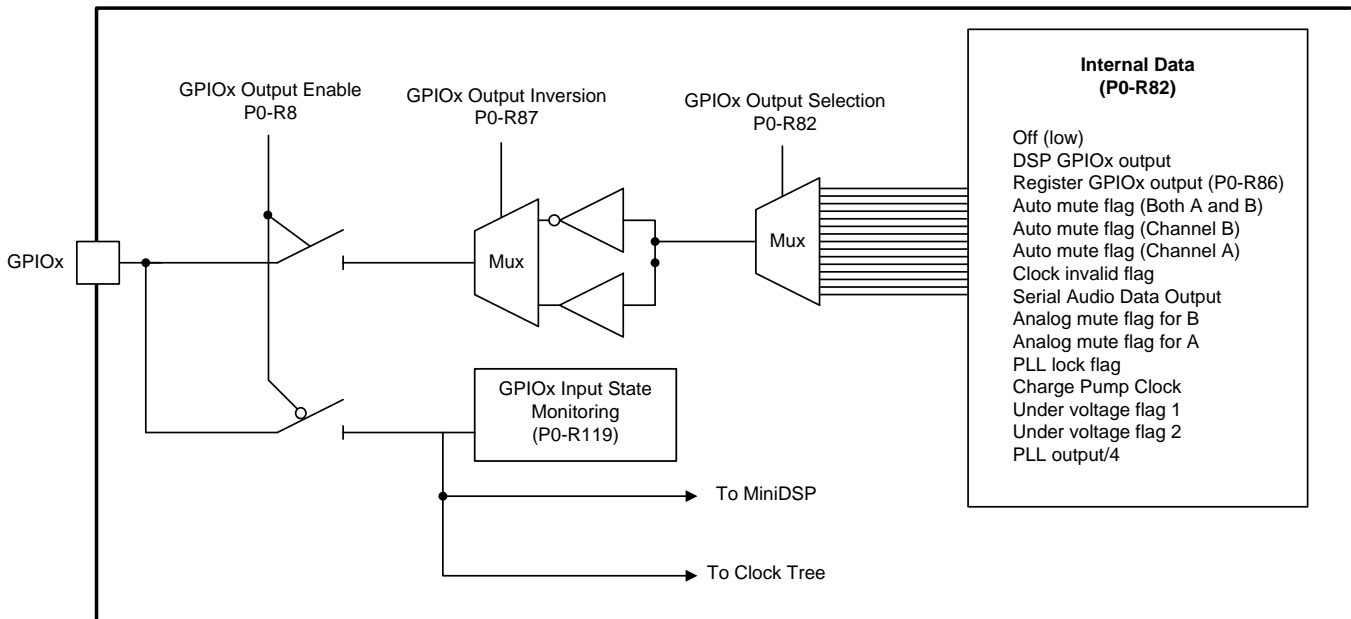 GPIOx Output Enable
P0-R8
GPIOx Output Inversion
P0-R87
GPIOx Output Selection
P0-R82
Internal Data
(P0-R82)
Off (low)
DSP GPIOx output
Register GPIOx output (P0-R86)
Auto mute flag (Both A and B)
Auto mute flag (Channel B)
Auto mute flag (Channel A)
Clock invalid flag
Serial Audio Data Output
Analog mute flag for B
Analog mute flag for A
PLL lock flag
Charge Pump Clock
Under voltage flag 1
Under voltage flag 2
PLL output/4
GPIOx
Mux
Mux
GPIOx Input State
Monitoring
(P0-R119)
To MiniDSP
To Clock Tree